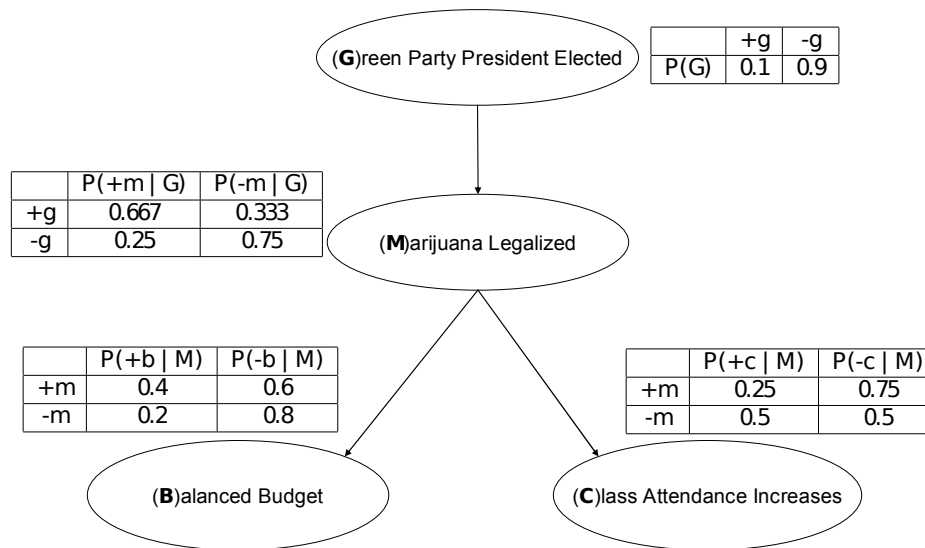 (G)reen Party President Elected
+g -g
P(G) 0.1 0.9
P(+m | G) P(-m | G)
+g 0.667 0.333
-g 0.25 0.75
(M)arijuana Legalized
P(+b | M) P(-b | M)
+m 0.4 0.6
-m 0.2 0.8
P(+c | M) P(-c | M)
+m 0.25 0.75
-m 0.5 0.5
(B)alanced Budget
(C)lass Attendance Increases